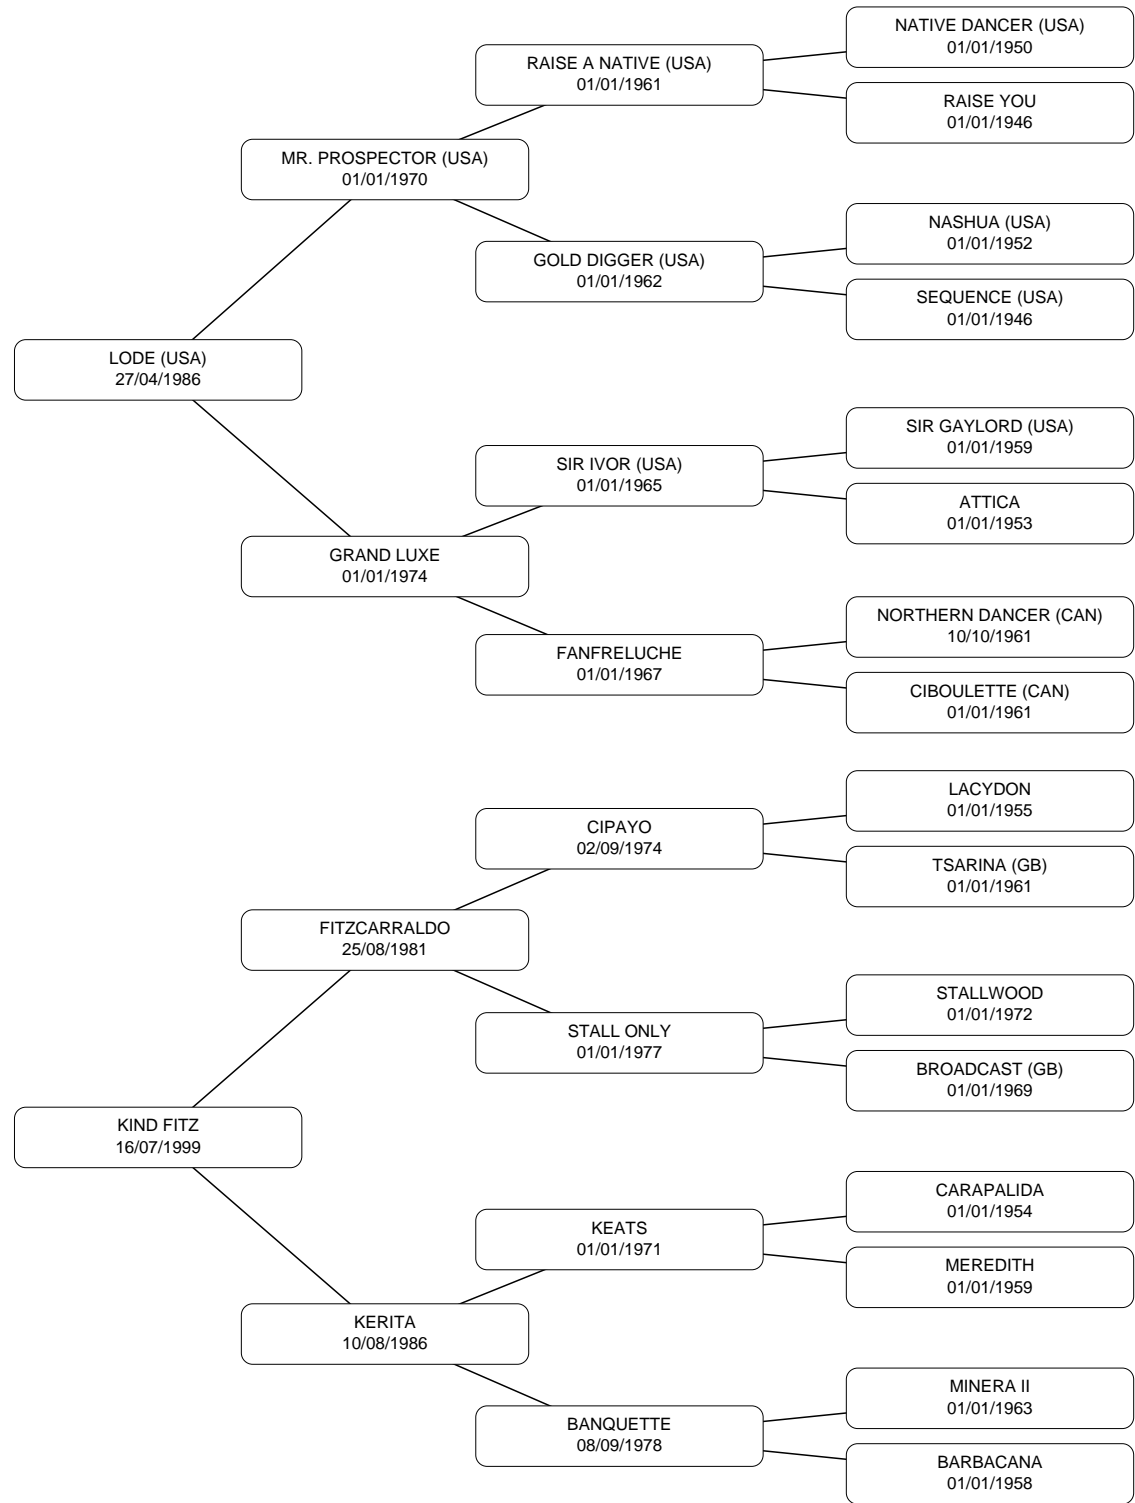 NATIVE DANCER (USA)
01/01/1950
RAISE A NATIVE (USA)
01/01/1961
RAISE YOU
01/01/1946
MR. PROSPECTOR (USA)
01/01/1970
NASHUA (USA)
01/01/1952
GOLD DIGGER (USA)
01/01/1962
SEQUENCE (USA)
01/01/1946
LODE (USA)
27/04/1986
SIR GAYLORD (USA)
01/01/1959
SIR IVOR (USA)
01/01/1965
ATTICA
01/01/1953
GRAND LUXE
01/01/1974
NORTHERN DANCER (CAN)
10/10/1961
FANFRELUCHE
01/01/1967
CIBOULETTE (CAN)
01/01/1961
LACYDON
01/01/1955
CIPAYO
02/09/1974
TSARINA (GB)
01/01/1961
FITZCARRALDO
25/08/1981
STALLWOOD
01/01/1972
STALL ONLY
01/01/1977
BROADCAST (GB)
01/01/1969
KIND FITZ
16/07/1999
CARAPALIDA
01/01/1954
KEATS
01/01/1971
MEREDITH
01/01/1959
KERITA
10/08/1986
MINERA II
01/01/1963
BANQUETTE
08/09/1978
BARBACANA
01/01/1958